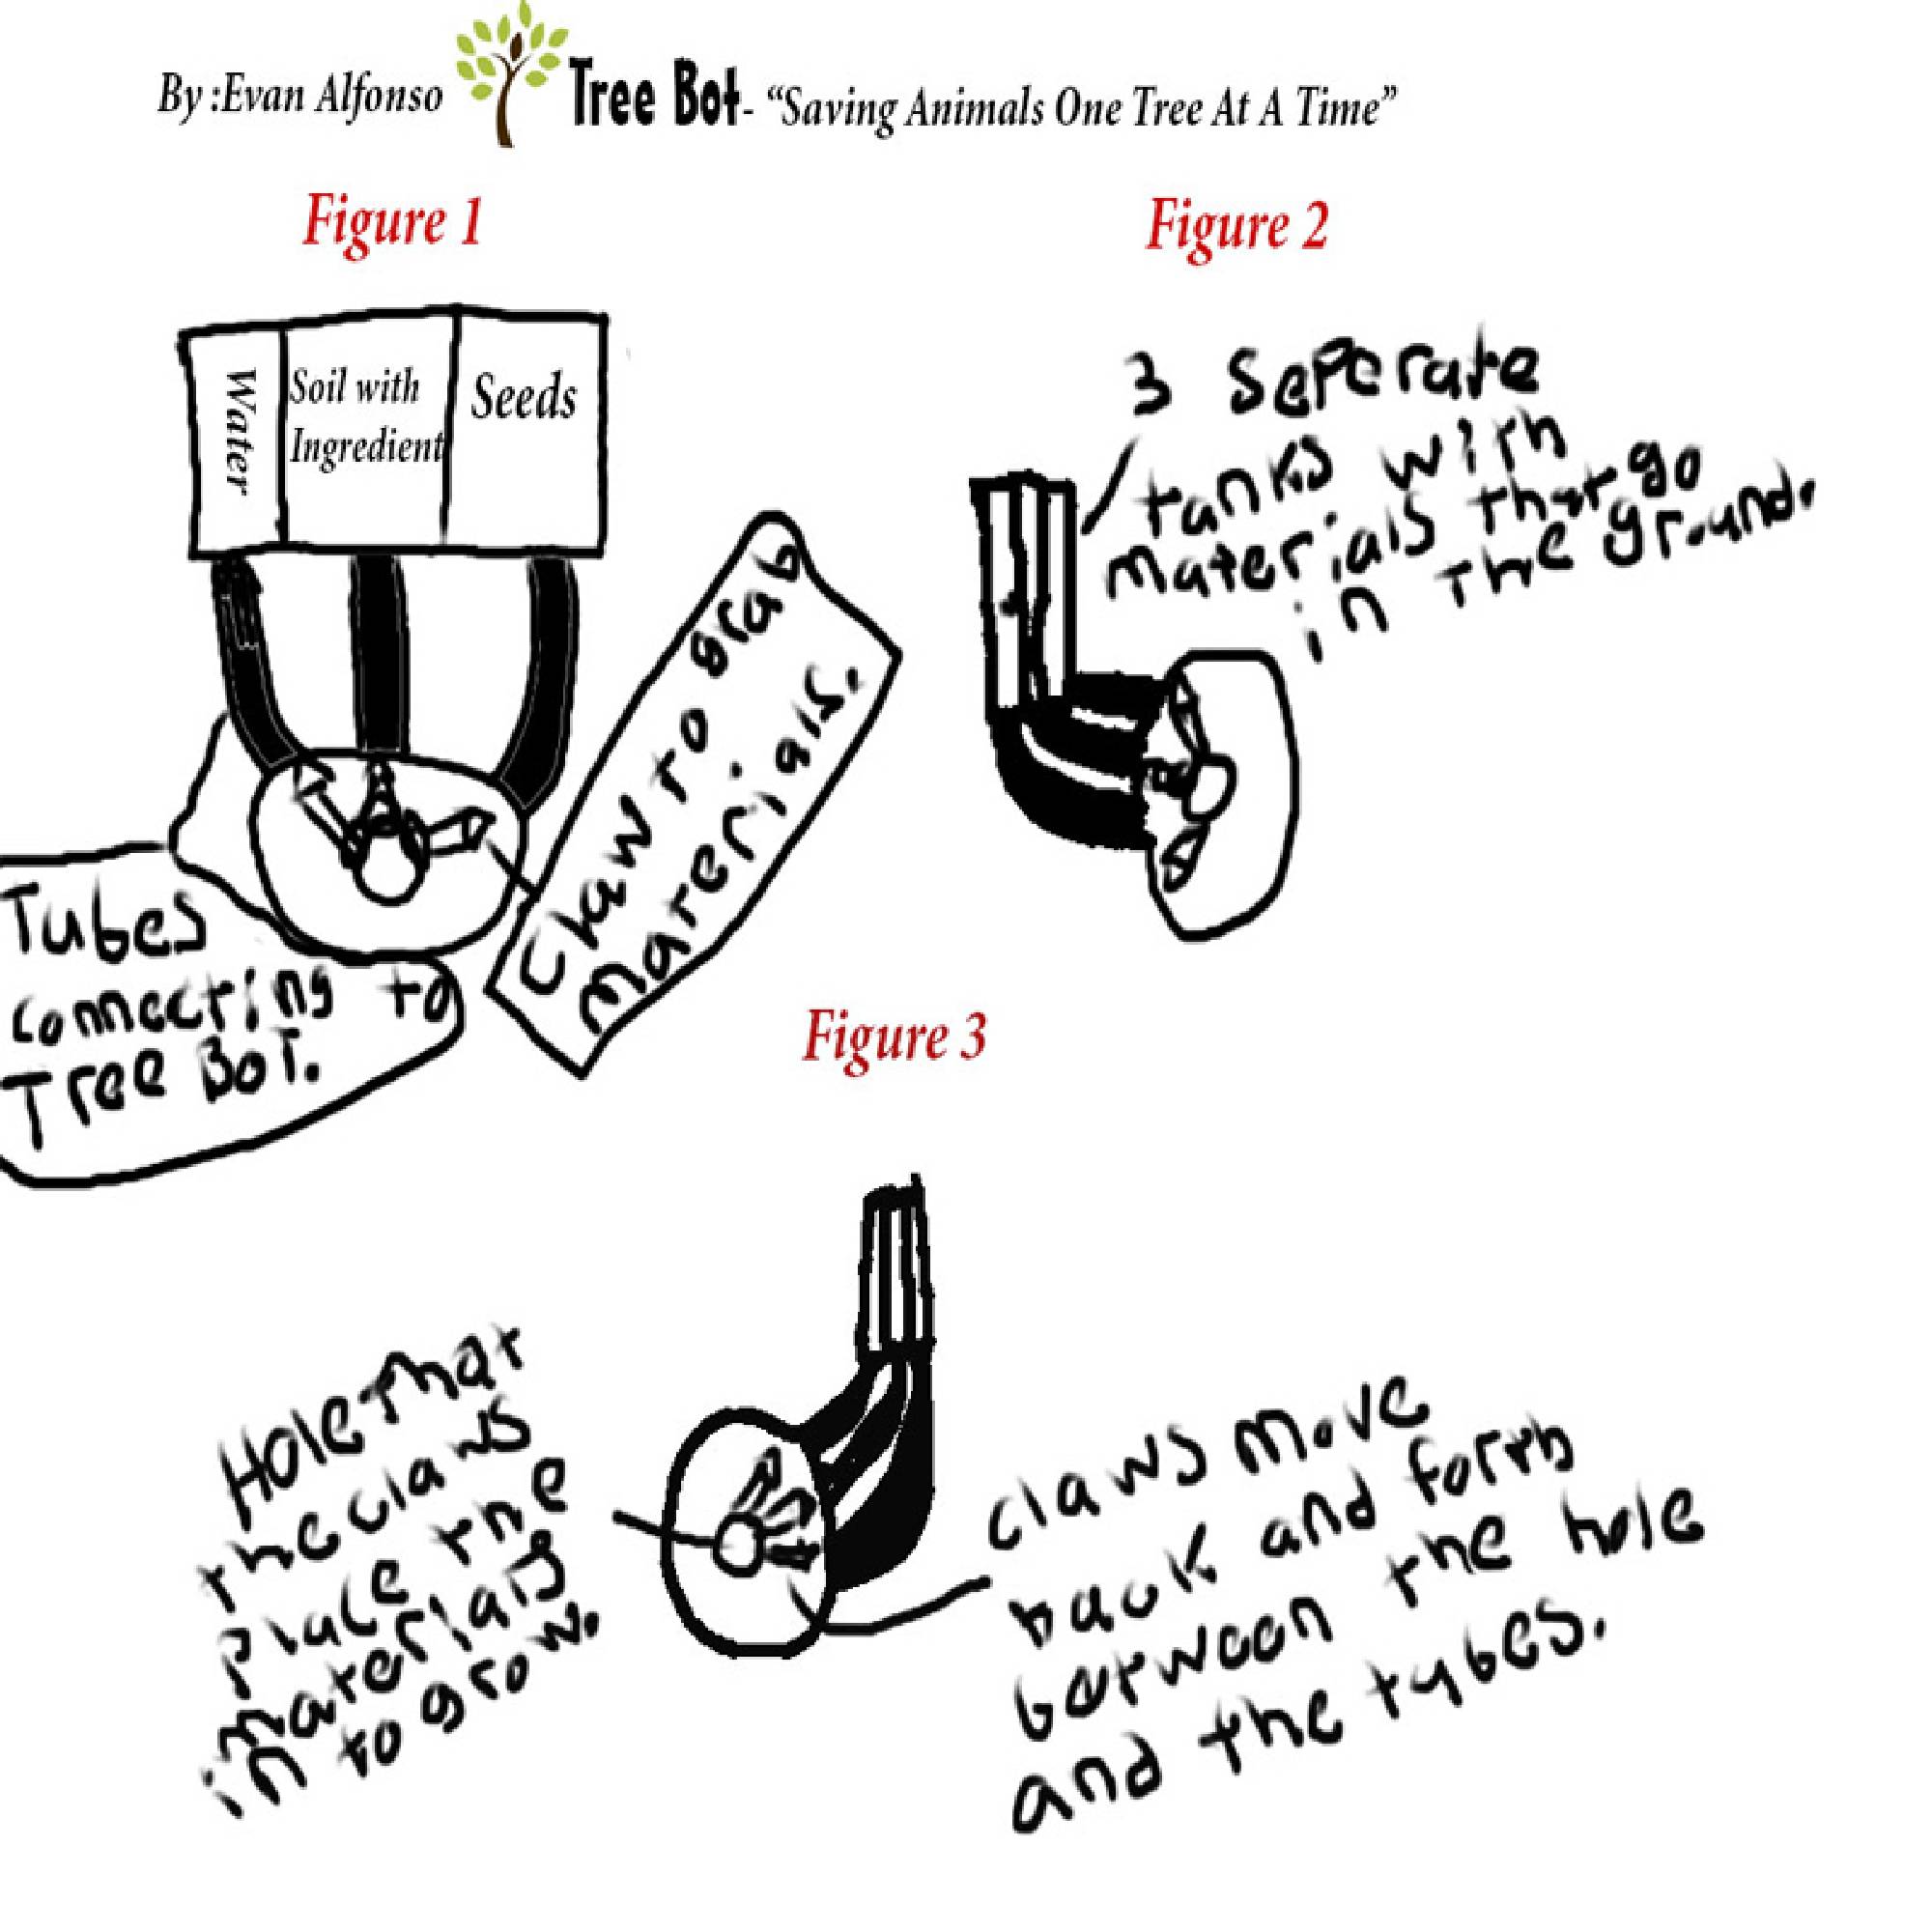 By :Evan Alfonso Tree Bot- “Saving Animals One Tree At A Time”
Figure 1
Water
Soil with
Ingredient
Seeds
Claw to grab
materials.
Tubes
connecting to
Tree Bot.
Figure 2
3 Seperate
tanks with
materials that go
in the ground.
Figure 3
Hole that
the claws
place the
materials
in to grow.
claws move
back and forth
between the hole
and the tubes.